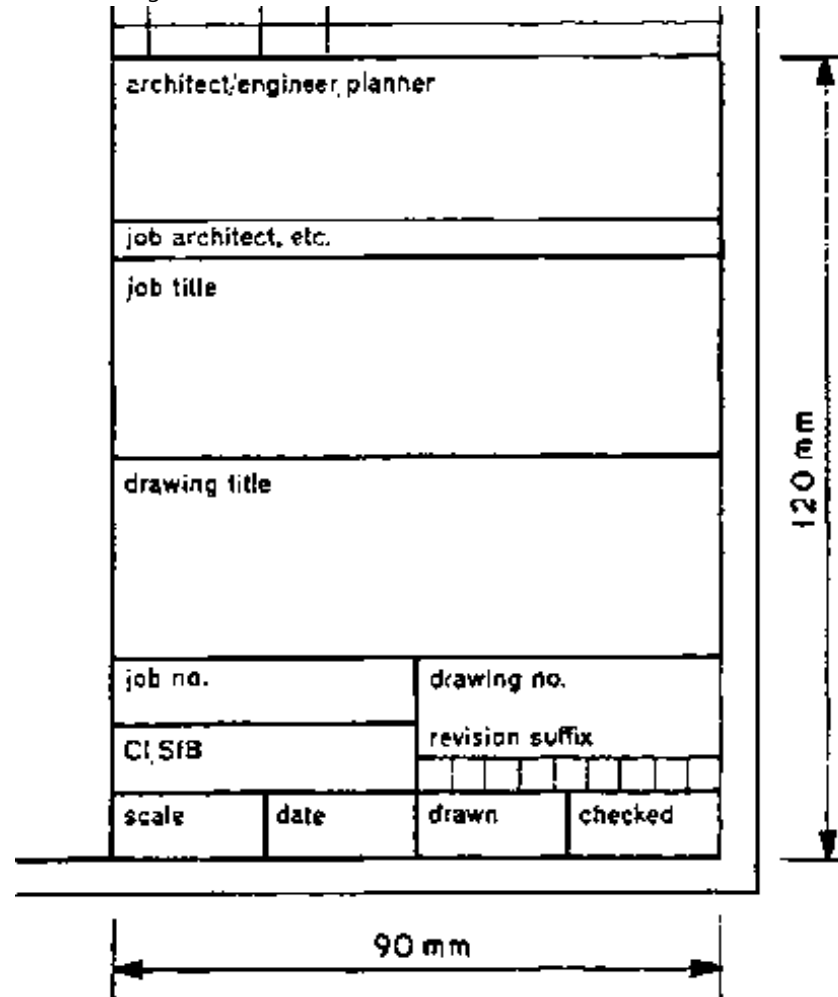 architect/engineer planner
job architect, etc.
job title
drawing title
job no.
drawing no.
CI SfB
revision suffix
scale
date
drawn
checked
120 mm
90 mm